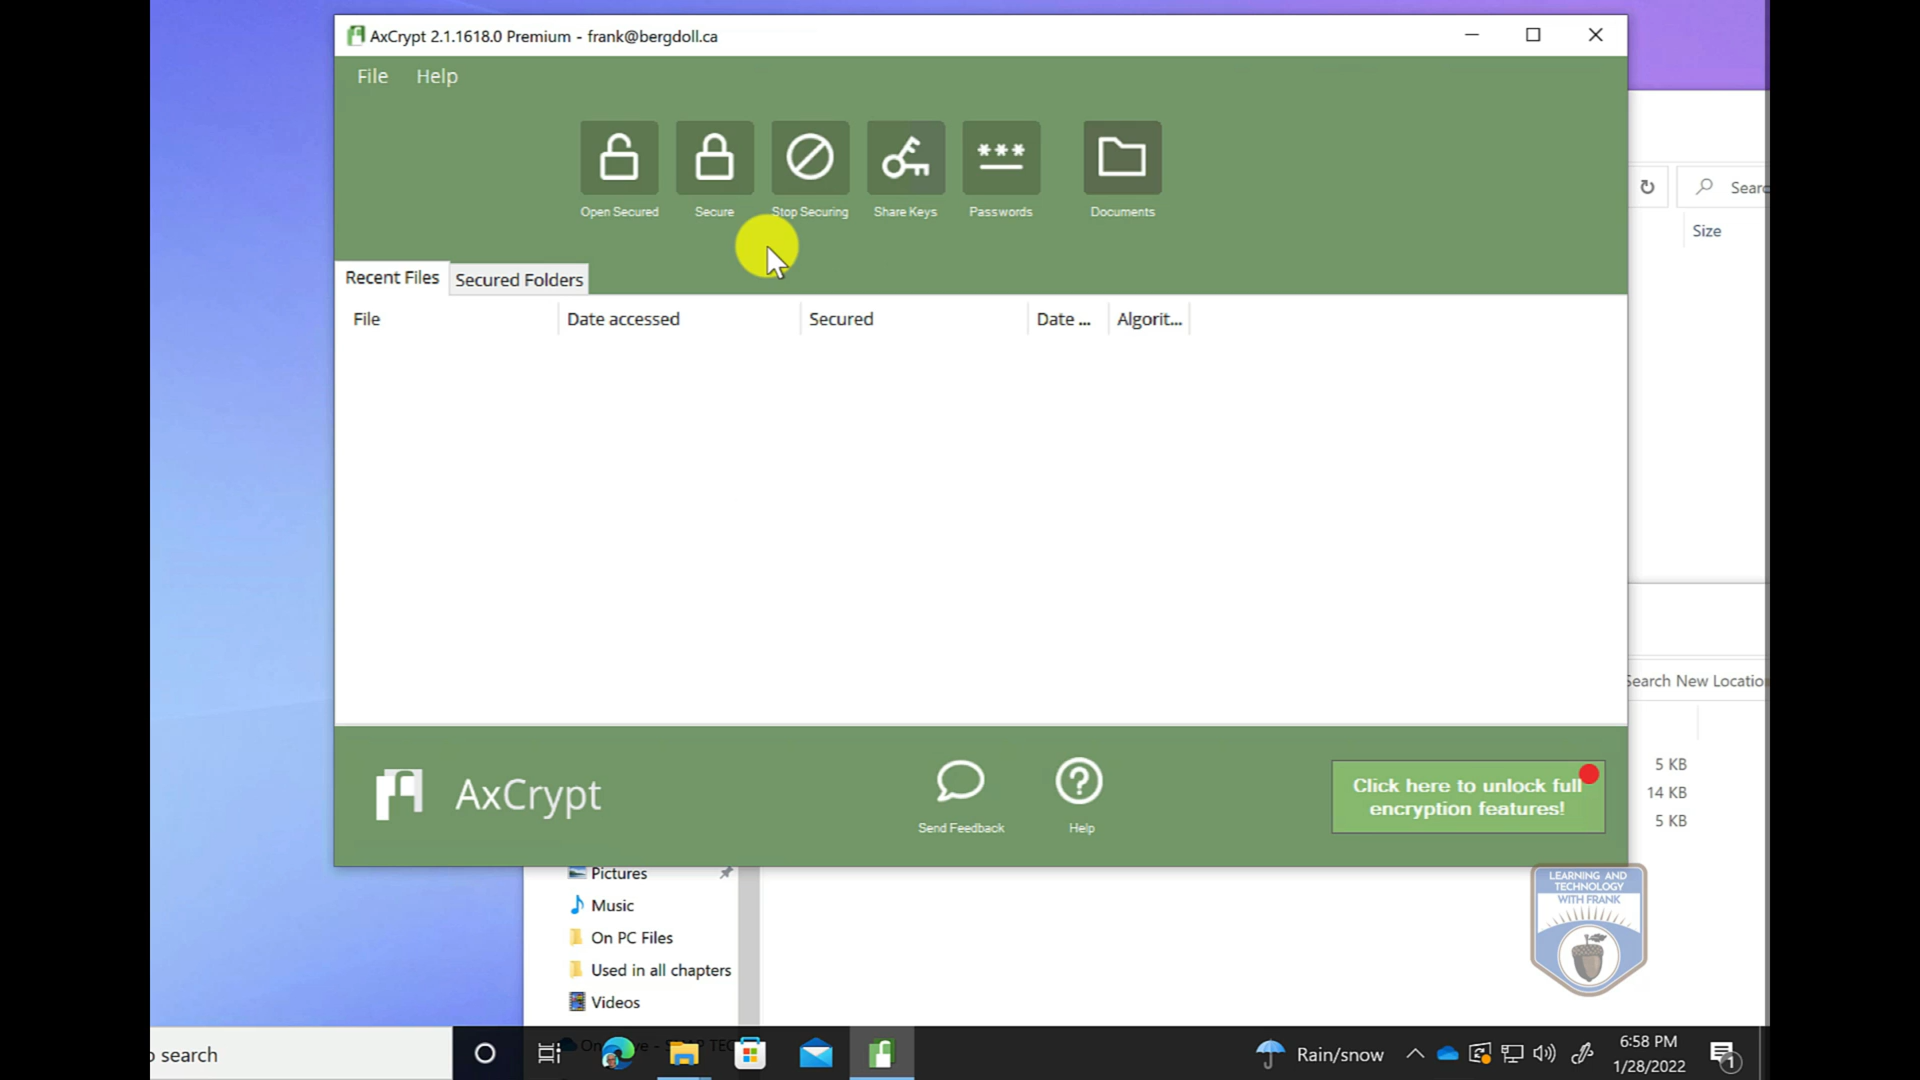 AxCrypt 2.1.1618.0 Premium - frank@bergdoll.ca
File Help
Open Secured Secure Stop Securing Share Keys Passwords Documents
Size
Recent Files Secured Folders
File Date accessed Secured Date ... Algorit...
Search New Locatio
5 KB
14 KB
5 KB
AxCrypt
Send Feedback
Help
Click here to unlock full
encryption features!
Pictures
Music
On PC Files
Used in all chapters
Videos
LEARNING AND
TECHNOLOGY
WITH FRANK
search
Rain/snow
6:58 PM
1/28/2022
1